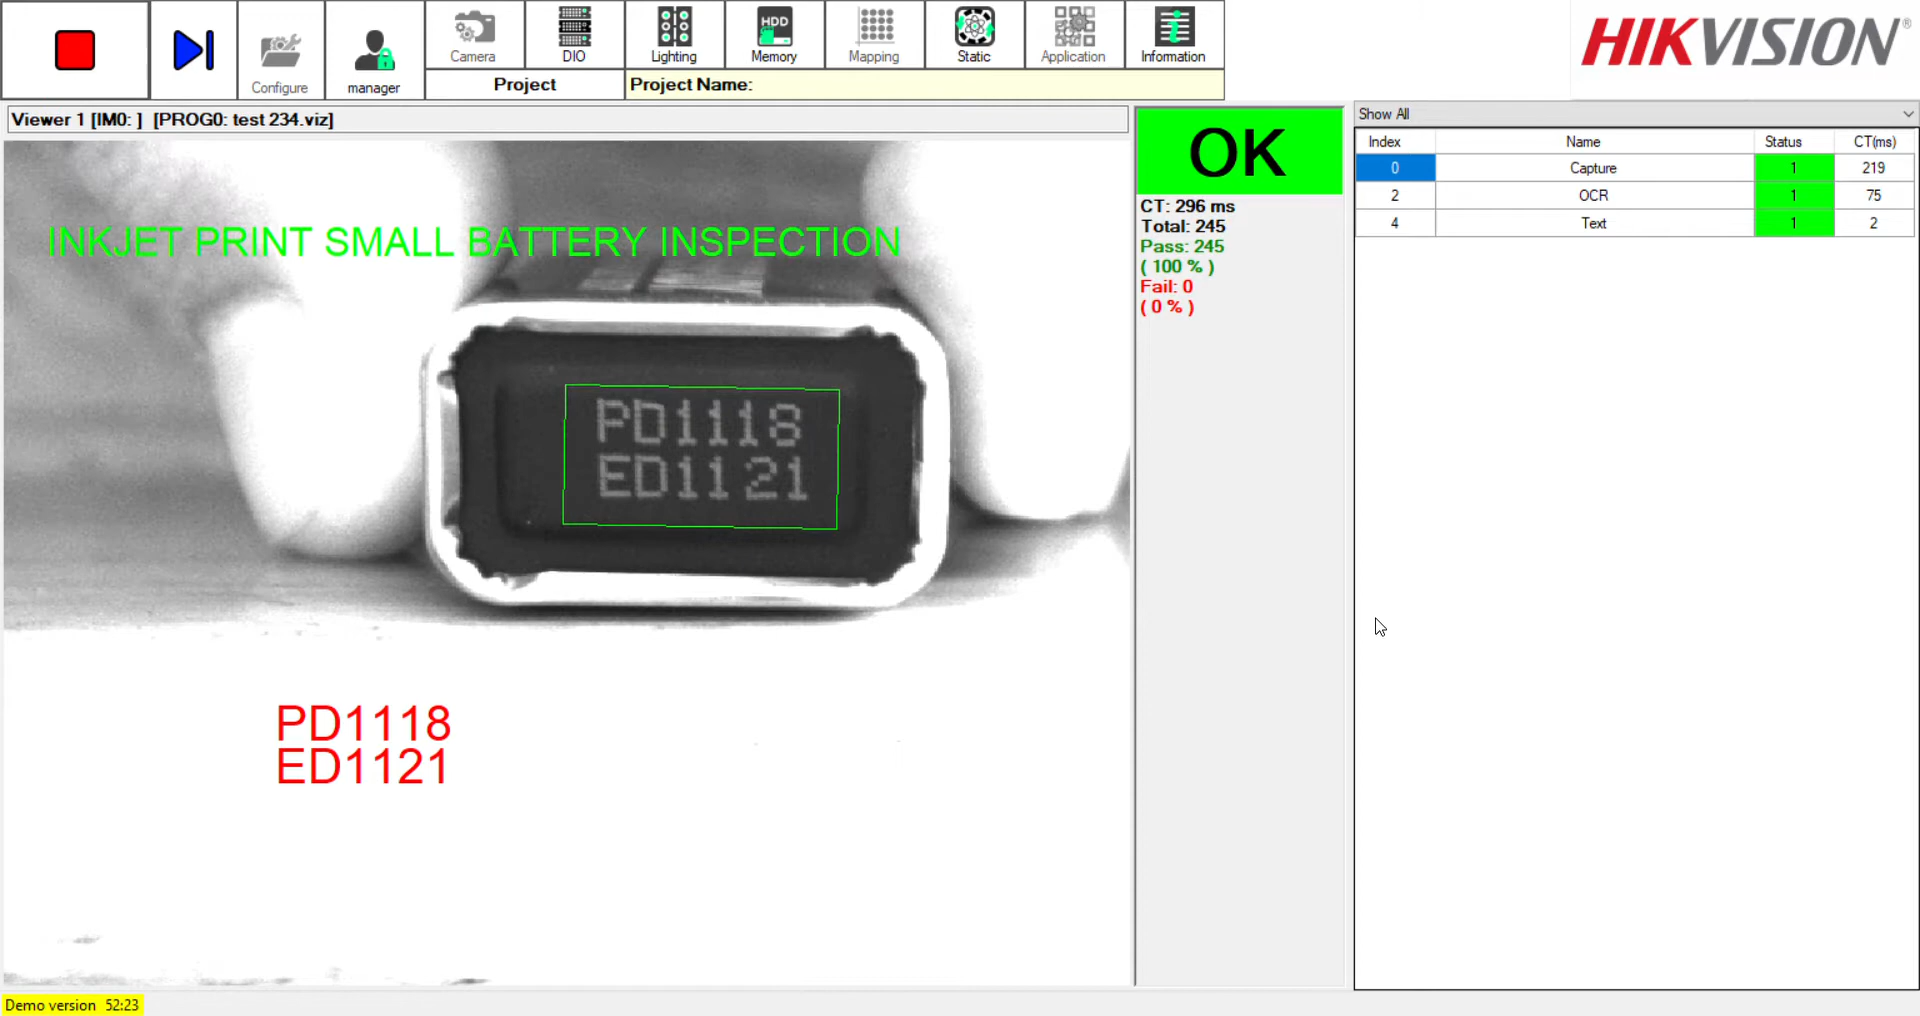 HIKVISION®
Configure
manager
Camera
DIO
Lighting
HDD
Memory
Mapping
Static
Application
Information
Project
Project Name:
Viewer 1 [IM0: ] [PROG0: test 234.viz]
INKJET PRINT SMALL BATTERY INSPECTION
PD1118
ED1121
PD1118
ED1121
OK
CT: 296 ms
Total: 245
Pass: 245
( 100 % )
Fail: 0
( 0 % )
Show All
Index Name Status CT(ms)
0 Capture 1 219
2 OCR 1 75
4 Text 1 2
Demo version 52:23